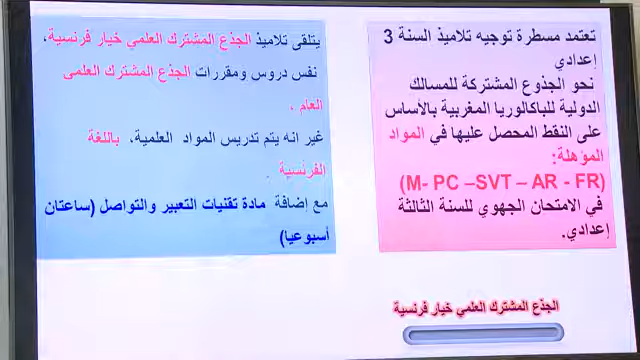 تعتمد مسطرة توجيه تلاميذ السنة 3
إعدادي
نحو الجذوع المشتركة للمسالك
الدولية للباكالوريا المغربية بالأساس
على النقط المحصل عليها في المواد
المؤهلة:
(M- PC –SVT – AR - FR)
في الامتحان الجهوي للسنة الثالثة
إعدادي.
يتلقى تلاميذ الجذع المشترك العلمي خيار فرنسية،
نفس دروس ومقررات الجذع المشترك العلمي
العام .
غير انه يتم تدريس المواد العلمية، باللغة
الفرنسية .
مع إضافة مادة تقنيات التعبير والتواصل (ساعتان
أسبوعيا)
الجذع المشترك العلمي خيار فرنسية